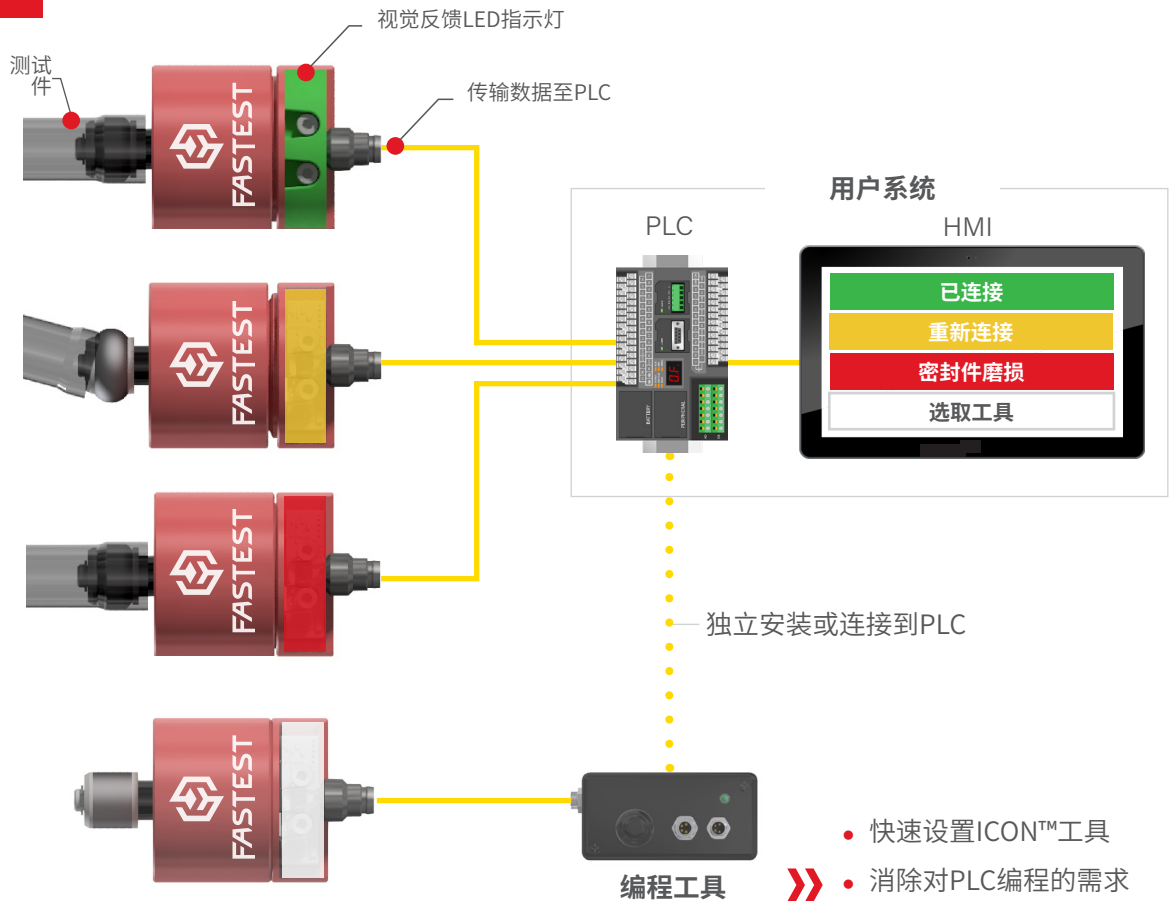 视觉反馈LED指示灯
测试
件
传输数据至PLC
FASTEST
用户系统
PLC
HMI
已连接
重新连接
密封件磨损
选取工具
FASTEST
BATTERY
PERIPHERAL
FASTEST
独立安装或连接到PLC
FASTEST
编程工具
• 快速设置ICON™工具
• 消除对PLC编程的需求